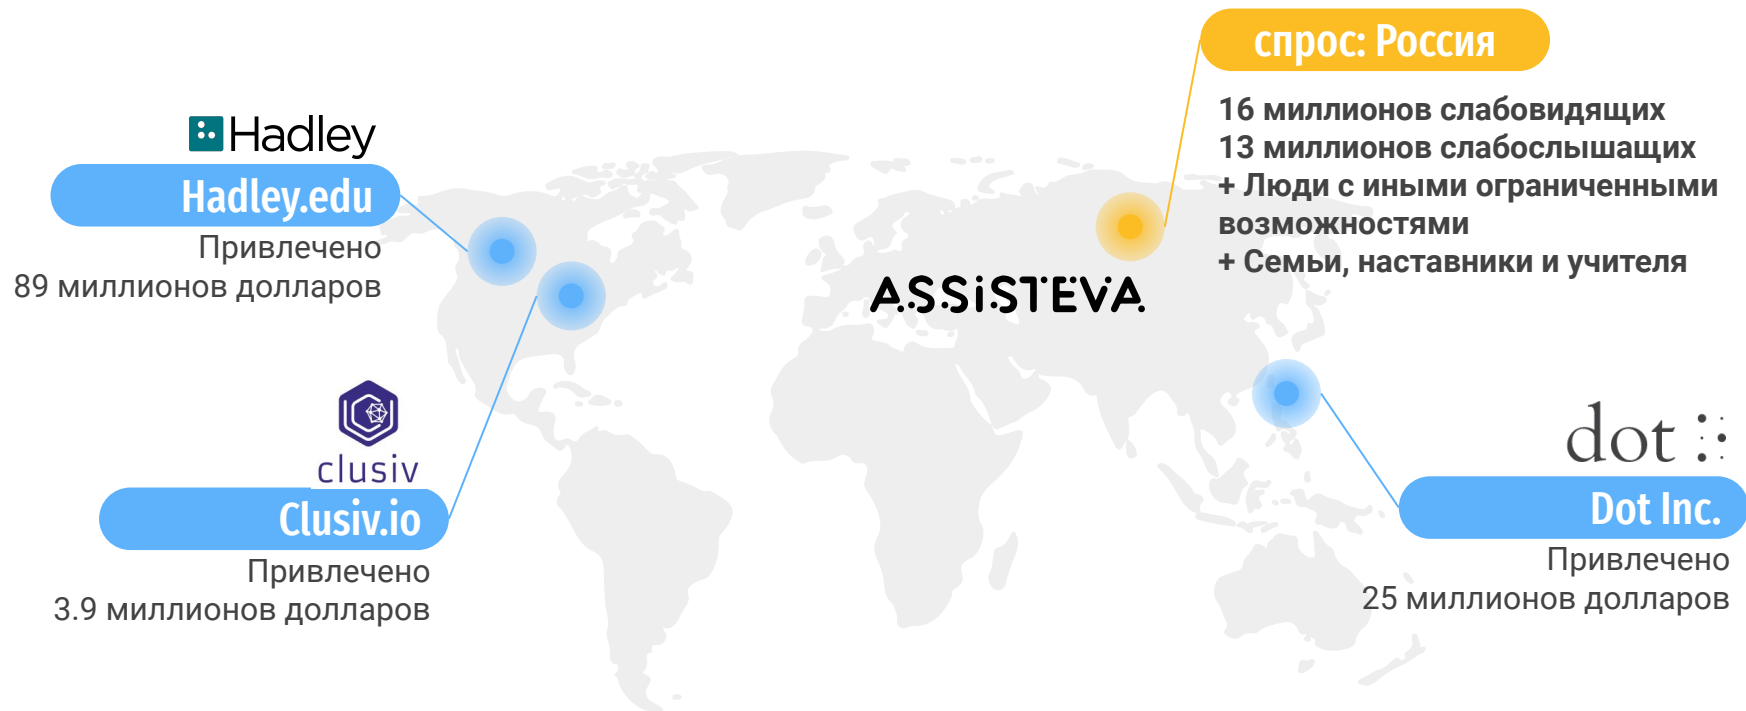 спрос: Россия
16 миллионов слабовидящих
13 миллионов слабослышащих
+ Люди с иными ограниченными
возможностями
+ Семьи, наставники и учителя
Hadley
Hadley.edu
Привлечено
89 миллионов долларов
ASSiSTEVA
clusiv
Clusiv.io
Привлечено
3.9 миллионов долларов
dot
Dot Inc.
Привлечено
25 миллионов долларов